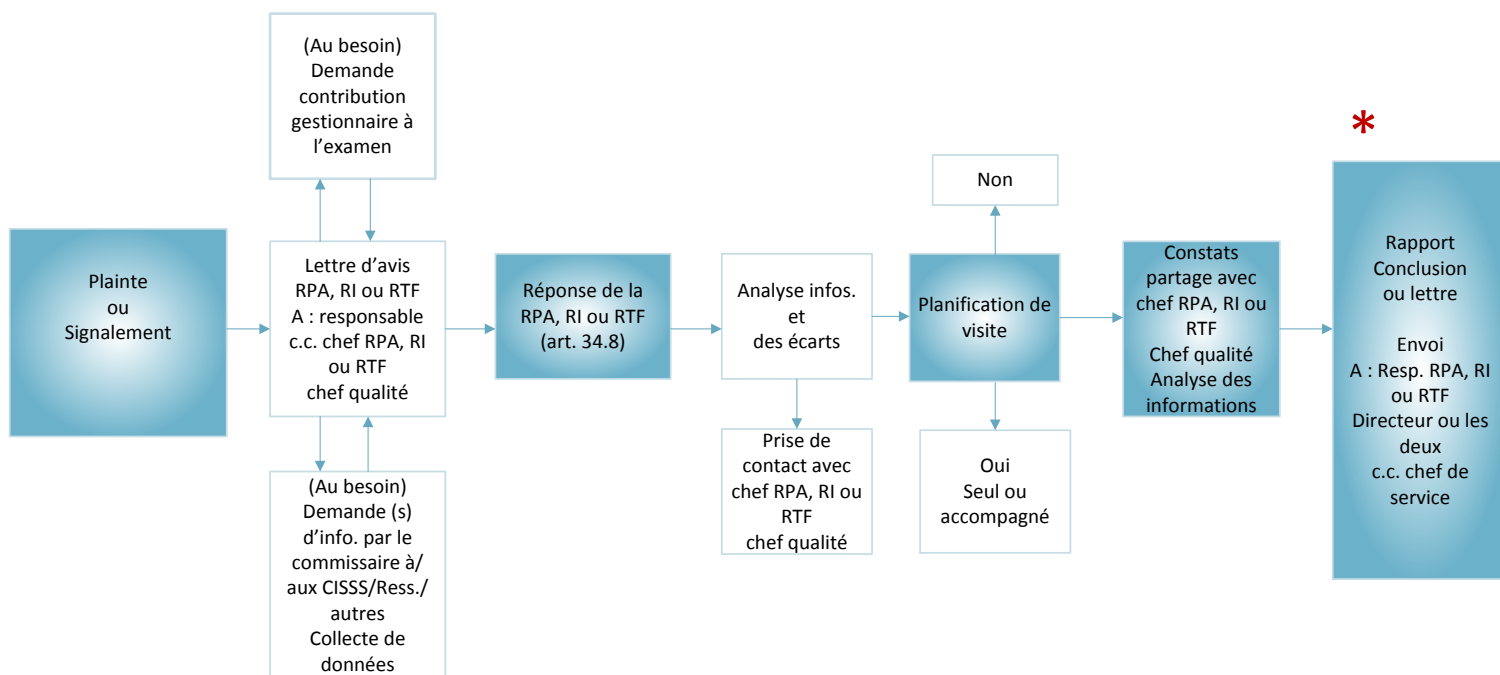 (Au besoin)
Demande
contribution
gestionnaire à
l'examen
*
Non
Plainte
ou
Signalement
Lettre d'avis
RPA, RI ou RTF
A : responsable
c.c. chef RPA, RI
ou RTF
chef qualité
Réponse de la
RPA, RI ou RTF
(art. 34.8)
Analyse infos.
et
des écarts
Planification de
visite
Constats
partage avec
chef RPA, RI ou
RTF
Chef qualité
Analyse des
informations
Rapport
Conclusion
ou lettre
Envoi
A : Resp. RPA, RI
ou RTF
Directeur ou les
deux
c.c. chef de
service
(Au besoin)
Demande (s)
d'info. par le
commissaire à/
aux CISSS/Ress./
autres
Collecte de
données
Prise de
contact avec
chef RPA, RI ou
RTF
chef qualité
Oui
Seul ou
accompagné